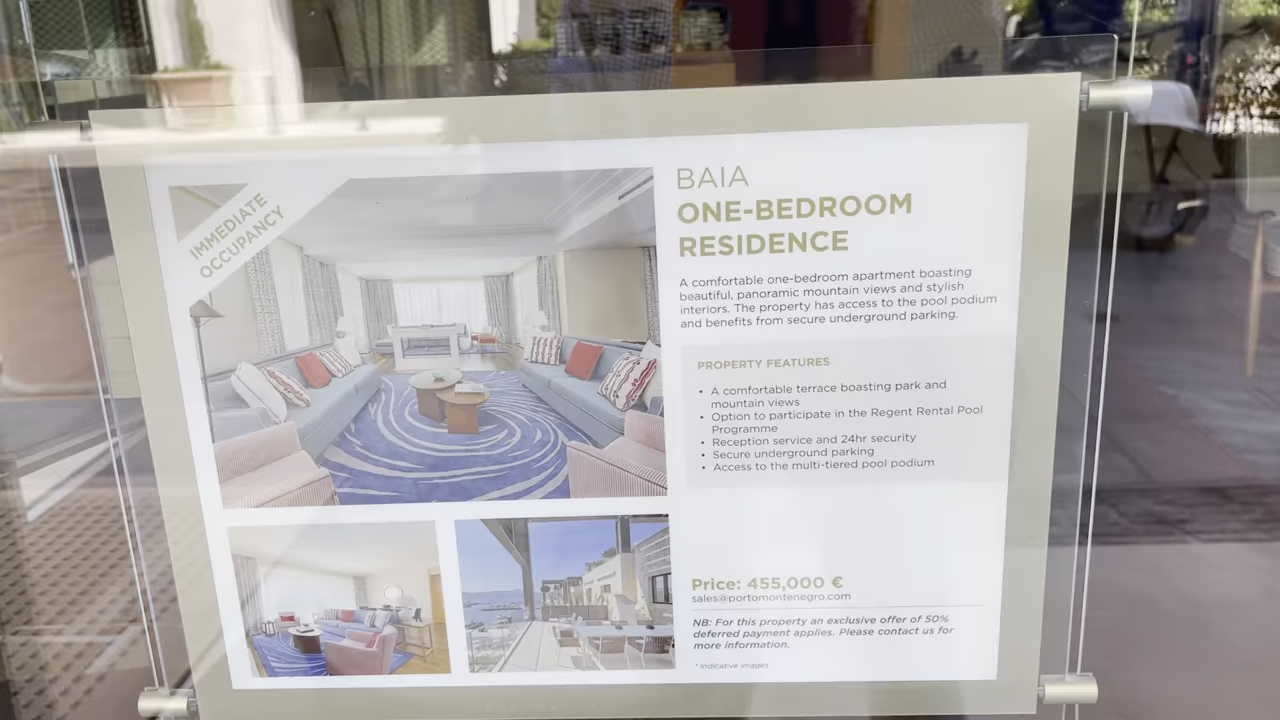 IMMEDIATE
OCCUPANCY
BAIA
ONE-BEDROOM
RESIDENCE
A comfortable one-bedroom apartment boasting
beautiful, panoramic mountain views and stylish
interiors. The property has access to the pool podium
and benefits from secure underground parking.
PROPERTY FEATURES
• A comfortable terrace boasting park and
mountain views
• Option to participate in the Regent Rental Pool
Programme
• Reception service and 24hr security
• Secure underground parking
• Access to the multi-tiered pool podium
Price: 455,000 €
sales@portomontenegro.com
NB: For this property an exclusive offer of 50%
deferred payment applies. Please contact us for
more information.
* Indicative images